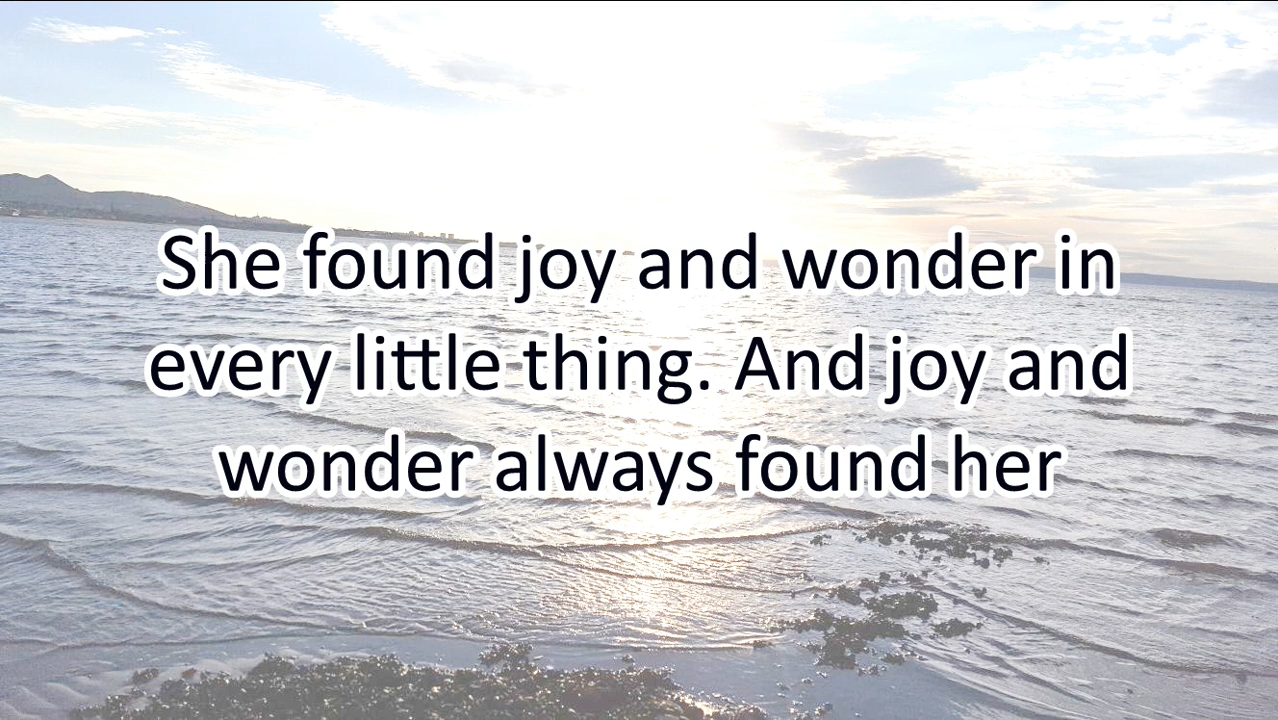 She found joy and wonder in
every little thing. And joy and
wonder always found her